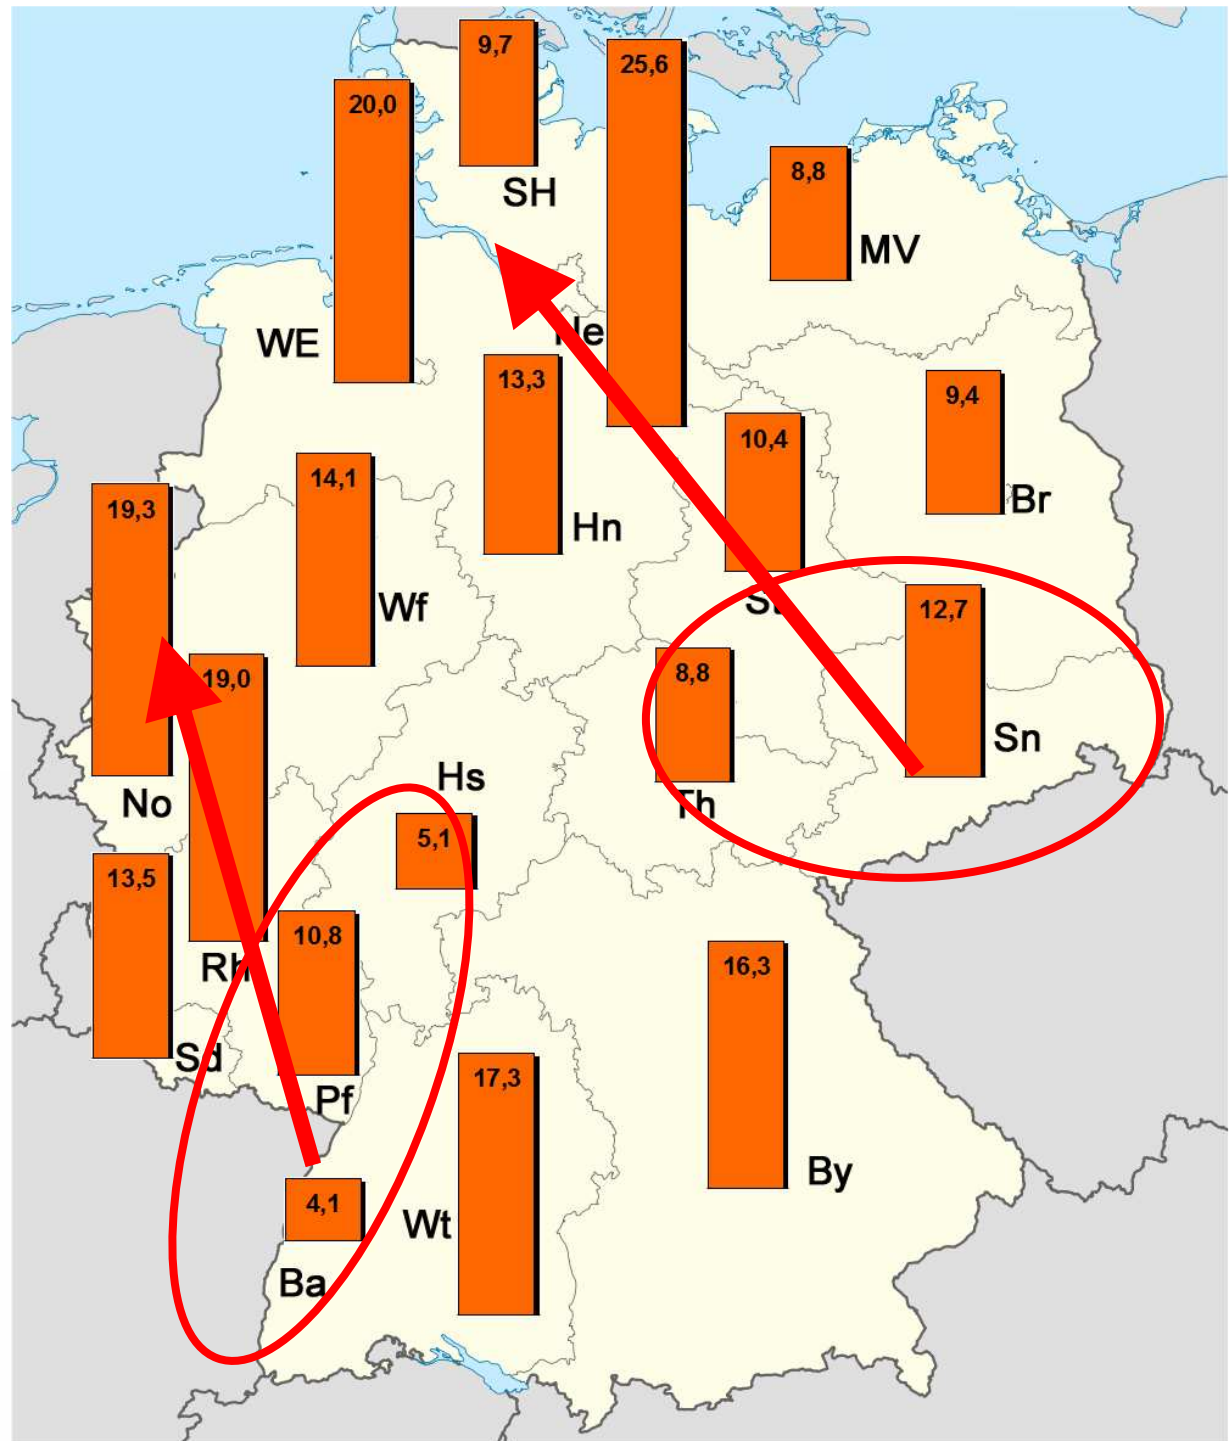 9,7
25,6
20,0
SH
8,8
MV
WE
13,3
9,4
10,4
14,1
Br
19,3
Hn
Wf
12,7
8,8
19,0
Sn
Hs
No
Th
5,1
13,5
10,8
16,3
Rh
Sd
17,3
Pf
By
4,1
Wt
Ba